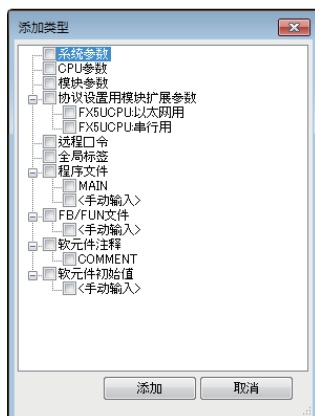 添加类型
系统参数
CPU参数
模块参数
协议设置用模块扩展参数
FX5UCPU:以太网用
FX5UCPU:串行用
远程口令
全局标签
程序文件
MAIN
<手动输入>
FB/FUN文件
<手动输入>
软元件注释
COMMENT
软元件初始值
<手动输入>
添加
取消